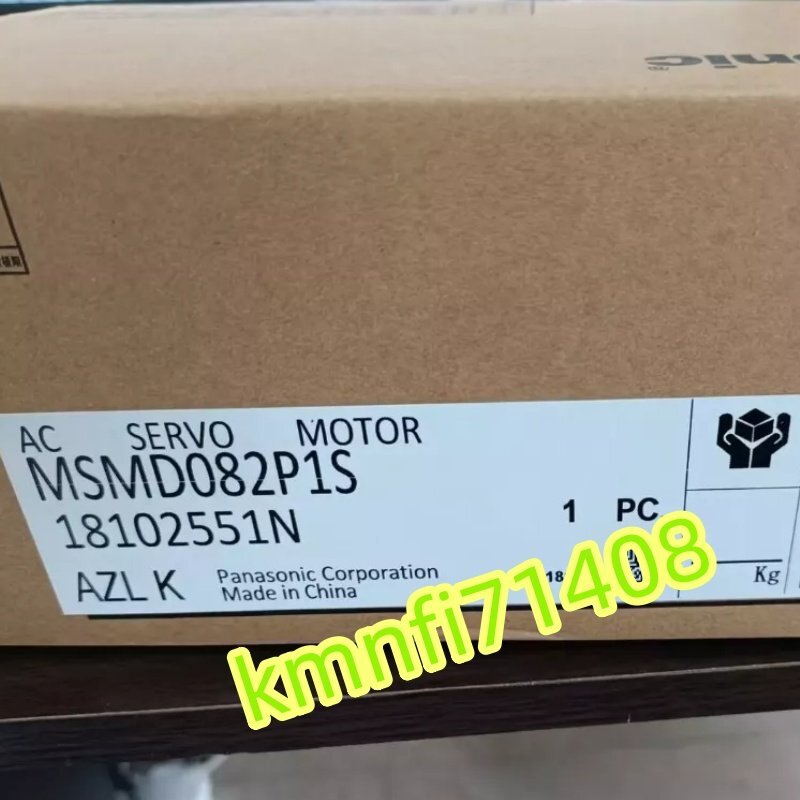 AC SERVO MOTOR
MSMD082P1S
18102551N
1 PC
AZL K
Panasonic Corporation
Made in China
Kg
kmnfi71408